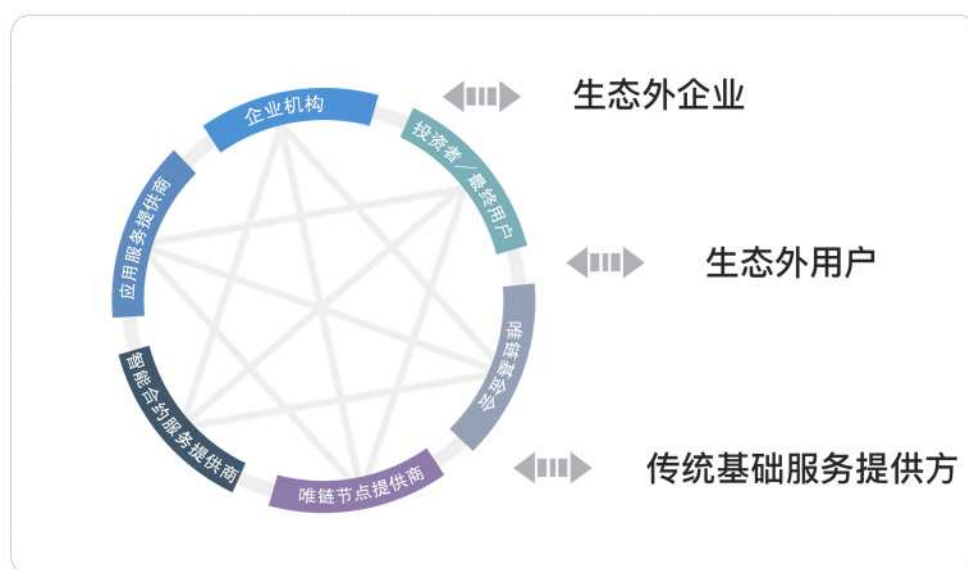 企业机构
生态外企业
投资者／最终用户
应用服务提供商
生态外用户
唯链基金会
智能合约服务提供商
传统基础服务提供方
唯链节点提供商